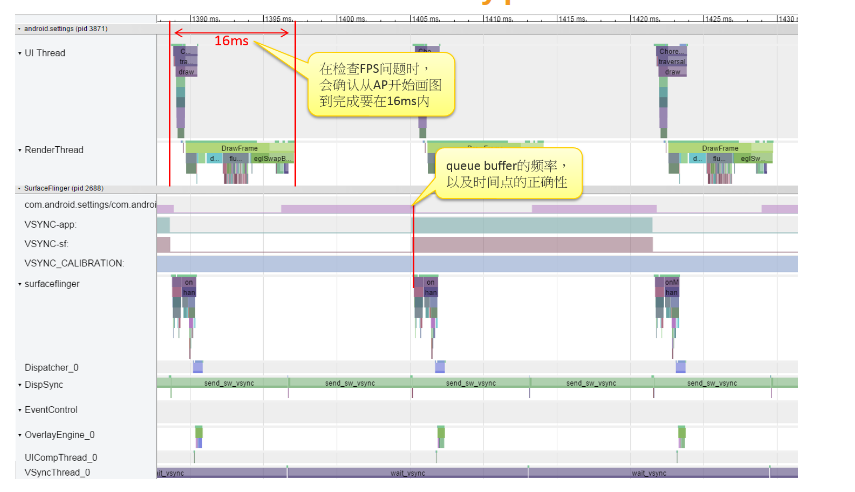 1390 ms. 1395 ms. 1400 ms. 1405 ms. 1410 ms. 1415 ms. 1420 ms. 1425 ms. 1430
android.settings (pid 3871)
16ms
UI Thread
C...
tra...
draw
Chore...
traversal
draw
在检查FPS问题时，
会确认从AP开始画图
到完成要在16ms内
RenderThread
DrawFrame
d... flu... eglSwapB...
DrawFrame
d... flu... eglSw...
queue buffer的频率，
以及时间点的正确性
SurfaceFlinger (pid 2688)
com.android.settings/com.androi
VSYNC-app:
VSYNC-sf:
VSYNC_CALIBRATION:
surfaceflinger
on
han
on
han
onM
han
Dispatcher_0
DispSync
send_sw_vsync send_sw_vsync send_sw_vsync send_sw_vsync send_sw_vsync
EventControl
OverlayEngine_0
UICompThread_0
VSyncThread_0
it_vsync wait_vsync wait_vsync